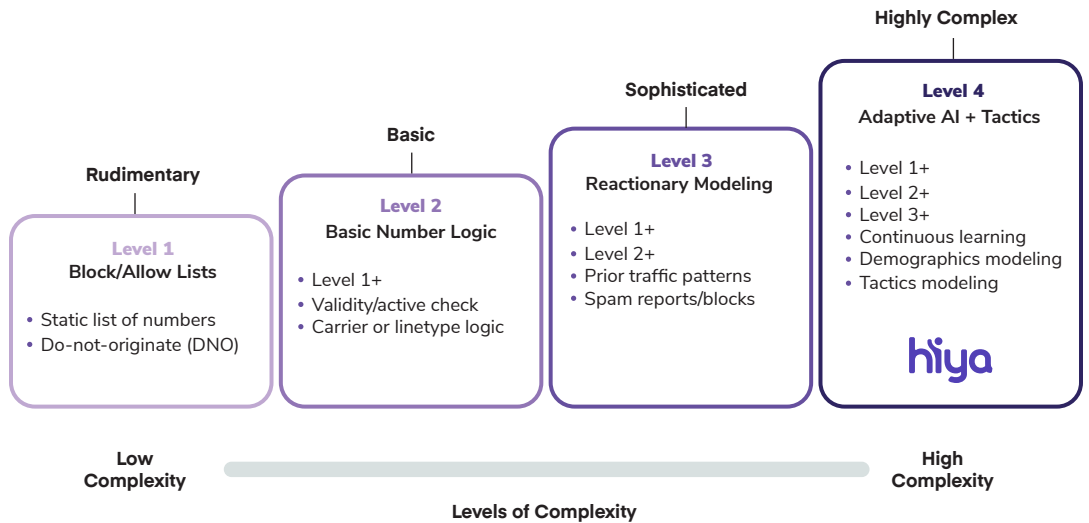 Rudimentary
Level 1
Block/Allow Lists
• Static list of numbers
• Do-not-originate (DNO)
Basic
Level 2
Basic Number Logic
• Level 1+
• Validity/active check
• Carrier or linetype logic
Sophisticated
Level 3
Reactionary Modeling
• Level 1+
• Level 2+
• Prior traffic patterns
• Spam reports/blocks
Highly Complex
Level 4
Adaptive AI + Tactics
• Level 1+
• Level 2+
• Level 3+
• Continuous learning
• Demographics modeling
• Tactics modeling
hiya
Low
Complexity
High
Complexity
Levels of Complexity